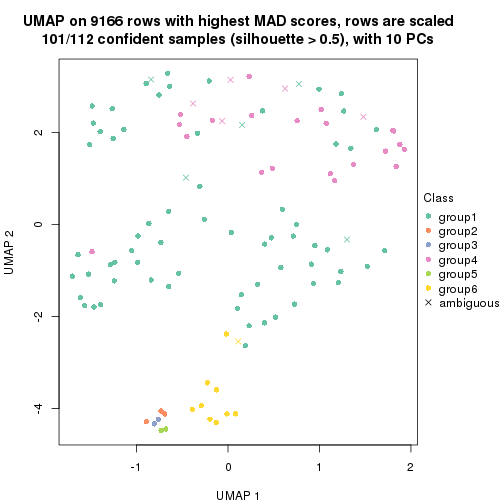 UMAP on 9166 rows with highest MAD scores, rows are scaled
101/112 confident samples (silhouette > 0.5), with 10 PCs
Class
group1
group2
group3
group4
group5
group6
ambiguous
UMAP 2
2
0
-2
-4
-1
0
1
2
UMAP 1